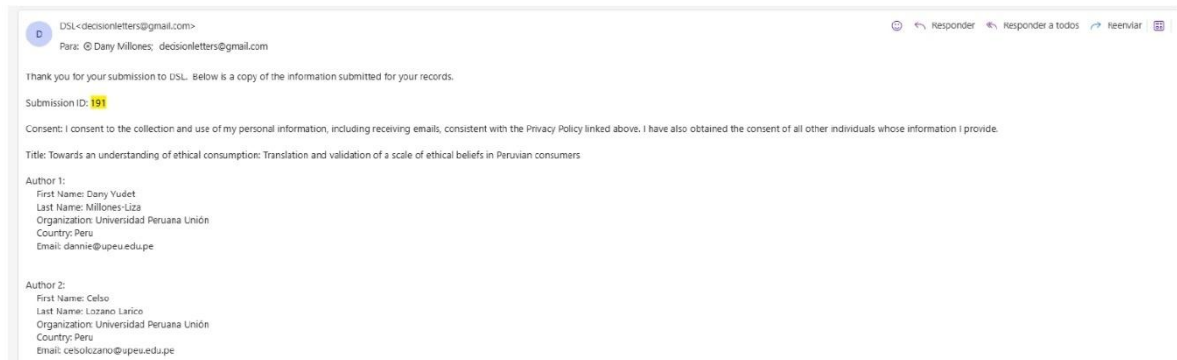 D
DSL<decisionletters@gmail.com>
Responder Responder a todos Reenviar
Para: Dany Millones; decisionletters@gmail.com
Thank you for your submission to DSL. Below is a copy of the information submitted for your records.
Submission ID: 191
Consent: I consent to the collection and use of my personal information, including receiving emails, consistent with the Privacy Policy linked above. I have also obtained the consent of all other individuals whose information I provide.
Title: Towards an understanding of ethical consumption: Translation and validation of a scale of ethical beliefs in Peruvian consumers
Author 1:
First Name: Dany Yudet
Last Name: Millones-Liza
Organization: Universidad Peruana Unión
Country: Peru
Email: dannie@upeu.edu.pe
Author 2:
First Name: Celso
Last Name: Lozano Larico
Organization: Universidad Peruana Unión
Country: Peru
Email: celsolozano@upeu.edu.pe